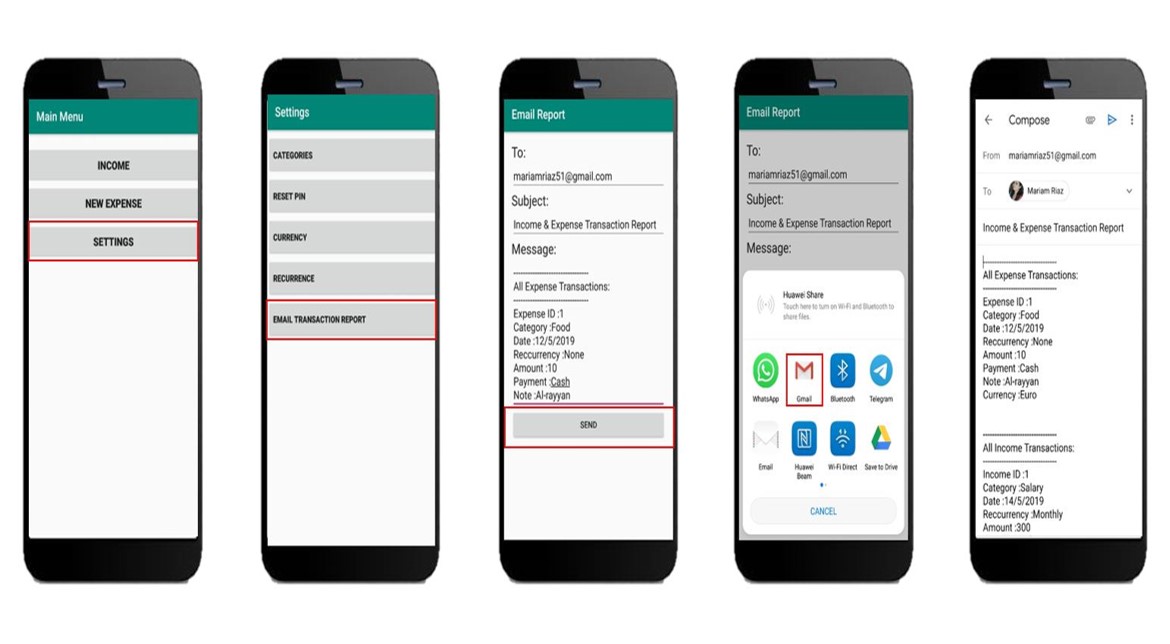 Main Menu
INCOME
NEW EXPENSE
SETTINGS
Settings
CATEGORIES
RESET PIN
CURRENCY
RECURRENCE
EMAIL TRANSACTION REPORT
Email Report
To:
mariamriaz51@gmail.com
Subject:
Income & Expense Transaction Report
Message:
------------------------------
All Expense Transactions:
------------------------------
Expense ID :1
Category :Food
Date :12/5/2019
Reccurrency :None
Amount :10
Payment :Cash
Note :Al-rayyan
SEND
Email Report
To:
mariamriaz51@gmail.com
Subject:
Income & Expense Transaction Report
Message:
Huawei Share
Touch here to turn on Wi-Fi and Bluetooth to
share files.
WhatsApp
Gmail
Bluetooth
Telegram
Email
Huawei
Beam
Wi-Fi Direct
Save to Drive
CANCEL
Compose
From mariamriaz51@gmail.com
To Mariam Riaz
Income & Expense Transaction Report
------------------------------
All Expense Transactions:
------------------------------
Expense ID :1
Category :Food
Date :12/5/2019
Reccurrency :None
Amount :10
Payment :Cash
Note :Al-rayyan
Currency :Euro
------------------------------
All Income Transactions:
------------------------------
Income ID :1
Category :Salary
Date :14/5/2019
Reccurrency :Monthly
Amount :300